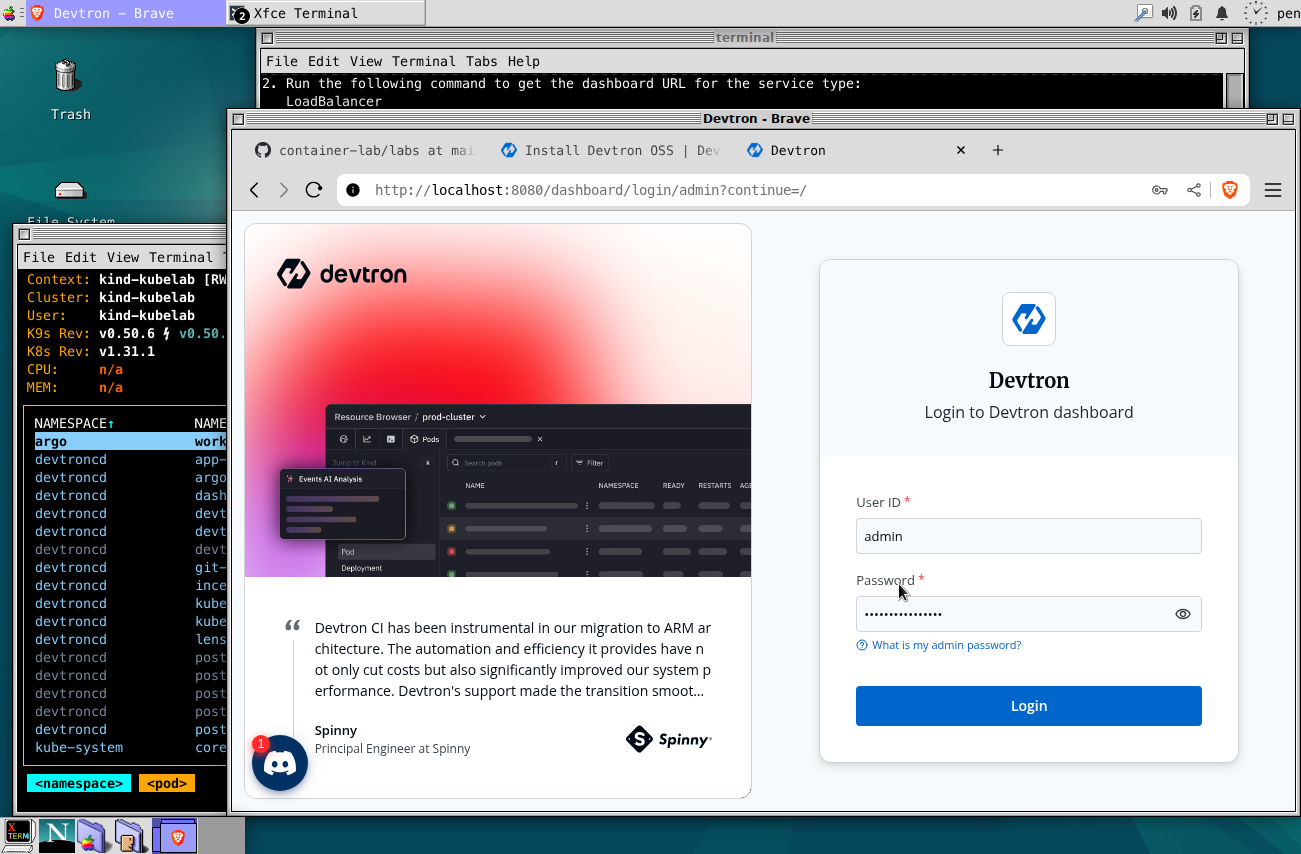 Devtron - Brave
2 Xfce Terminal
pen
Trash
File System
terminal
File Edit View Terminal Tabs Help
2. Run the following command to get the dashboard URL for the service type:
LoadBalancer
File Edit View Terminal
Context: kind-kubelab [RW
Cluster: kind-kubelab
User: kind-kubelab
K9s Rev: v0.50.6 v0.50.
K8s Rev: v1.31.1
CPU: n/a
MEM: n/a
NAMESPACE↑ NAME
argo work
devtroncd app-
devtroncd argo
devtroncd dash
devtroncd devt
devtroncd devt
devtroncd devt
devtroncd git-
devtroncd ince
devtroncd kube
devtroncd kube
devtroncd lens
devtroncd post
devtroncd post
devtroncd post
devtroncd post
devtroncd post
kube-system core
<namespace> <pod>
Devtron - Brave
container-lab/labs at mai
Install Devtron OSS | Dev
Devtron
http://localhost:8080/dashboard/login/admin?continue=/
devtron
Resource Browser / prod-cluster
Pods
Jump to Kind k
Search pods r
Filter
Events AI Analysis
NAME NAMESPACE READY RESTARTS AGE
Pod
Deployment
“ Devtron CI has been instrumental in our migration to ARM ar
chitecture. The automation and efficiency it provides have n
ot only cut costs but also significantly improved our system p
erformance. Devtron's support made the transition smoot...
Spinny
Principal Engineer at Spinny
Spinny
1
Devtron
Login to Devtron dashboard
User ID *
admin
Password *
••••••••••••••••
What is my admin password?
Login
X
TERM
N